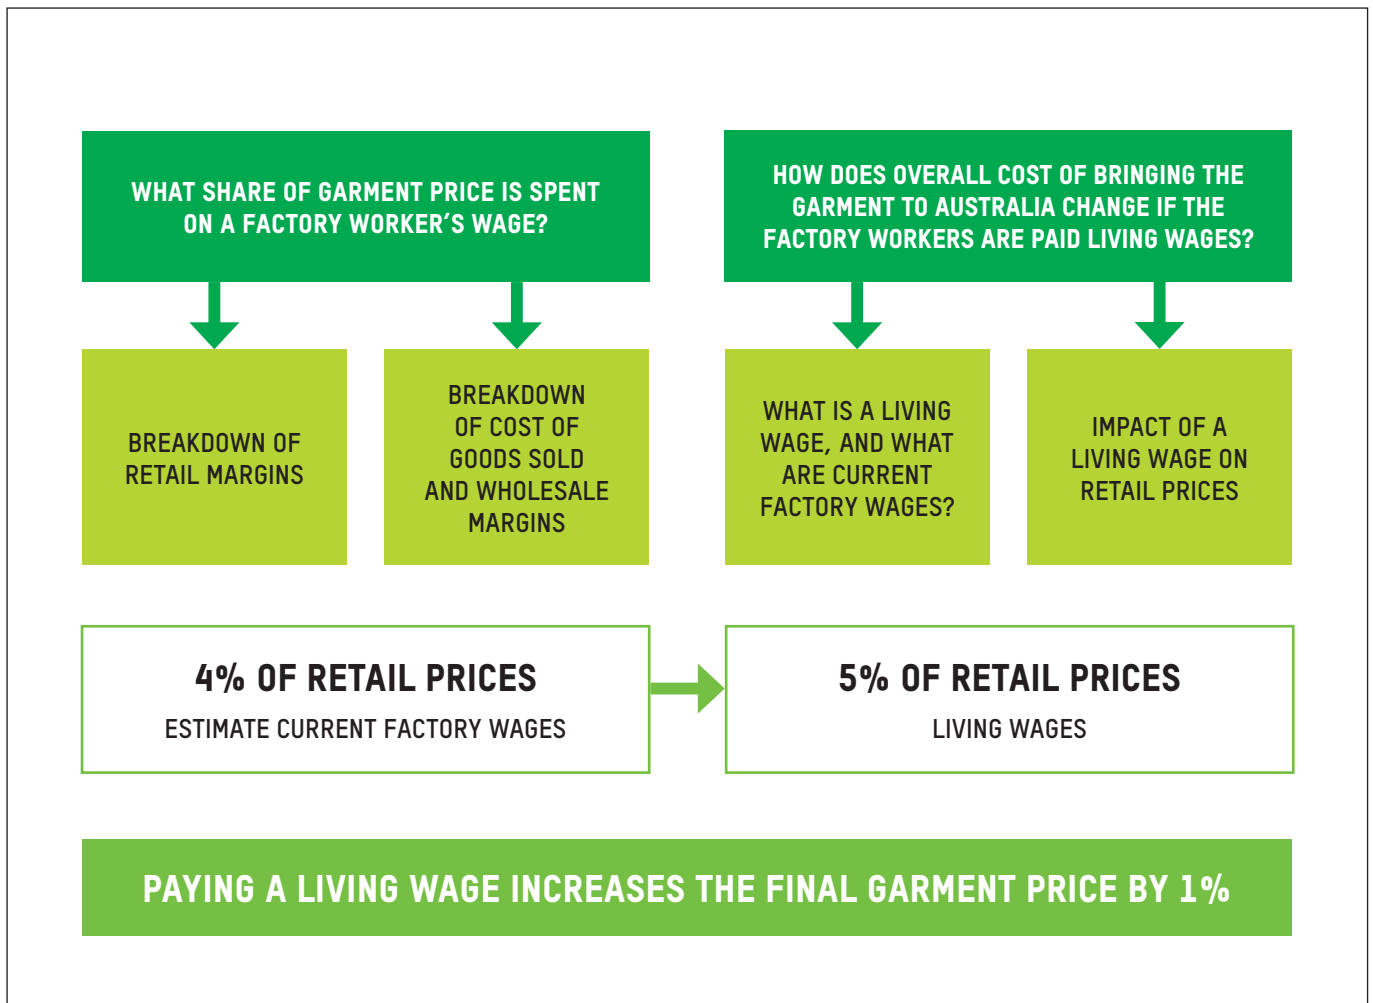 WHAT SHARE OF GARMENT PRICE IS SPENT
ON A FACTORY WORKER'S WAGE?
HOW DOES OVERALL COST OF BRINGING THE
GARMENT TO AUSTRALIA CHANGE IF THE
FACTORY WORKERS ARE PAID LIVING WAGES?
BREAKDOWN OF
RETAIL MARGINS
BREAKDOWN
OF COST OF
GOODS SOLD
AND WHOLESALE
MARGINS
WHAT IS A LIVING
WAGE, AND WHAT
ARE CURRENT
FACTORY WAGES?
IMPACT OF A
LIVING WAGE ON
RETAIL PRICES
4% OF RETAIL PRICES
ESTIMATE CURRENT FACTORY WAGES
5% OF RETAIL PRICES
LIVING WAGES
PAYING A LIVING WAGE INCREASES THE FINAL GARMENT PRICE BY 1%